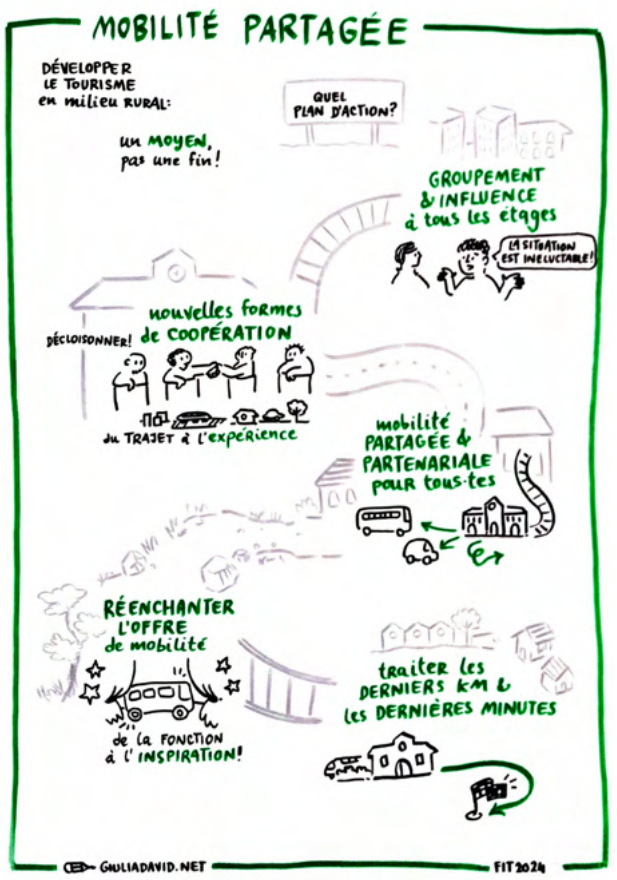 MOBILITÉ PARTAGÉE
DÉVELOPPER
LE TOURISME
en milieu RURAL:
un MOYEN,
pas une fin!
QUEL
PLAN D'ACTION?
GROUPEMENT
& INFLUENCE
à tous les étages
LA SITUATION
EST INELUCTABLE!
nouvelles formes
de COOPÉRATION
DÉCLOISONNER!
du TRAJET à l'expérience
mobilité
PARTAGÉE &
PARTENARIALE
pour tous·tes
RÉENCHANTER
L'OFFRE
de mobilité
de la FONCTION
à l'INSPIRATION!
traiter les
DERNIERS KM &
les DERNIÈRES MINUTES
GIULIADAVID.NET
FIT 2024